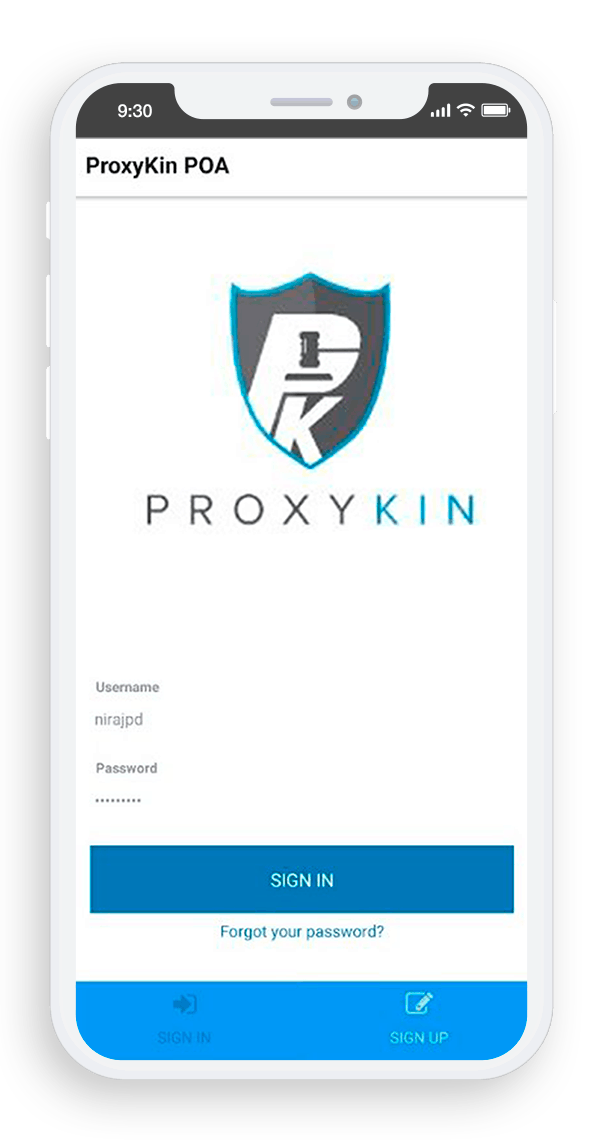 9:30
ProxyKin POA
PK
PROXYKIN
Username
nirajpd
Password
•••••••••
SIGN IN
Forgot your password?
SIGN IN
SIGN UP